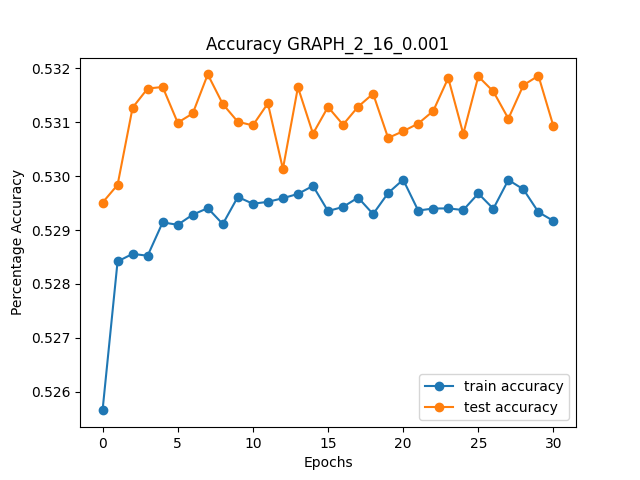 Accuracy GRAPH_2_16_0.001
Percentage Accuracy
0.532
0.531
0.530
0.529
0.528
0.527
0.526
0 5 10 15 20 25 30
Epochs
train accuracy
test accuracy